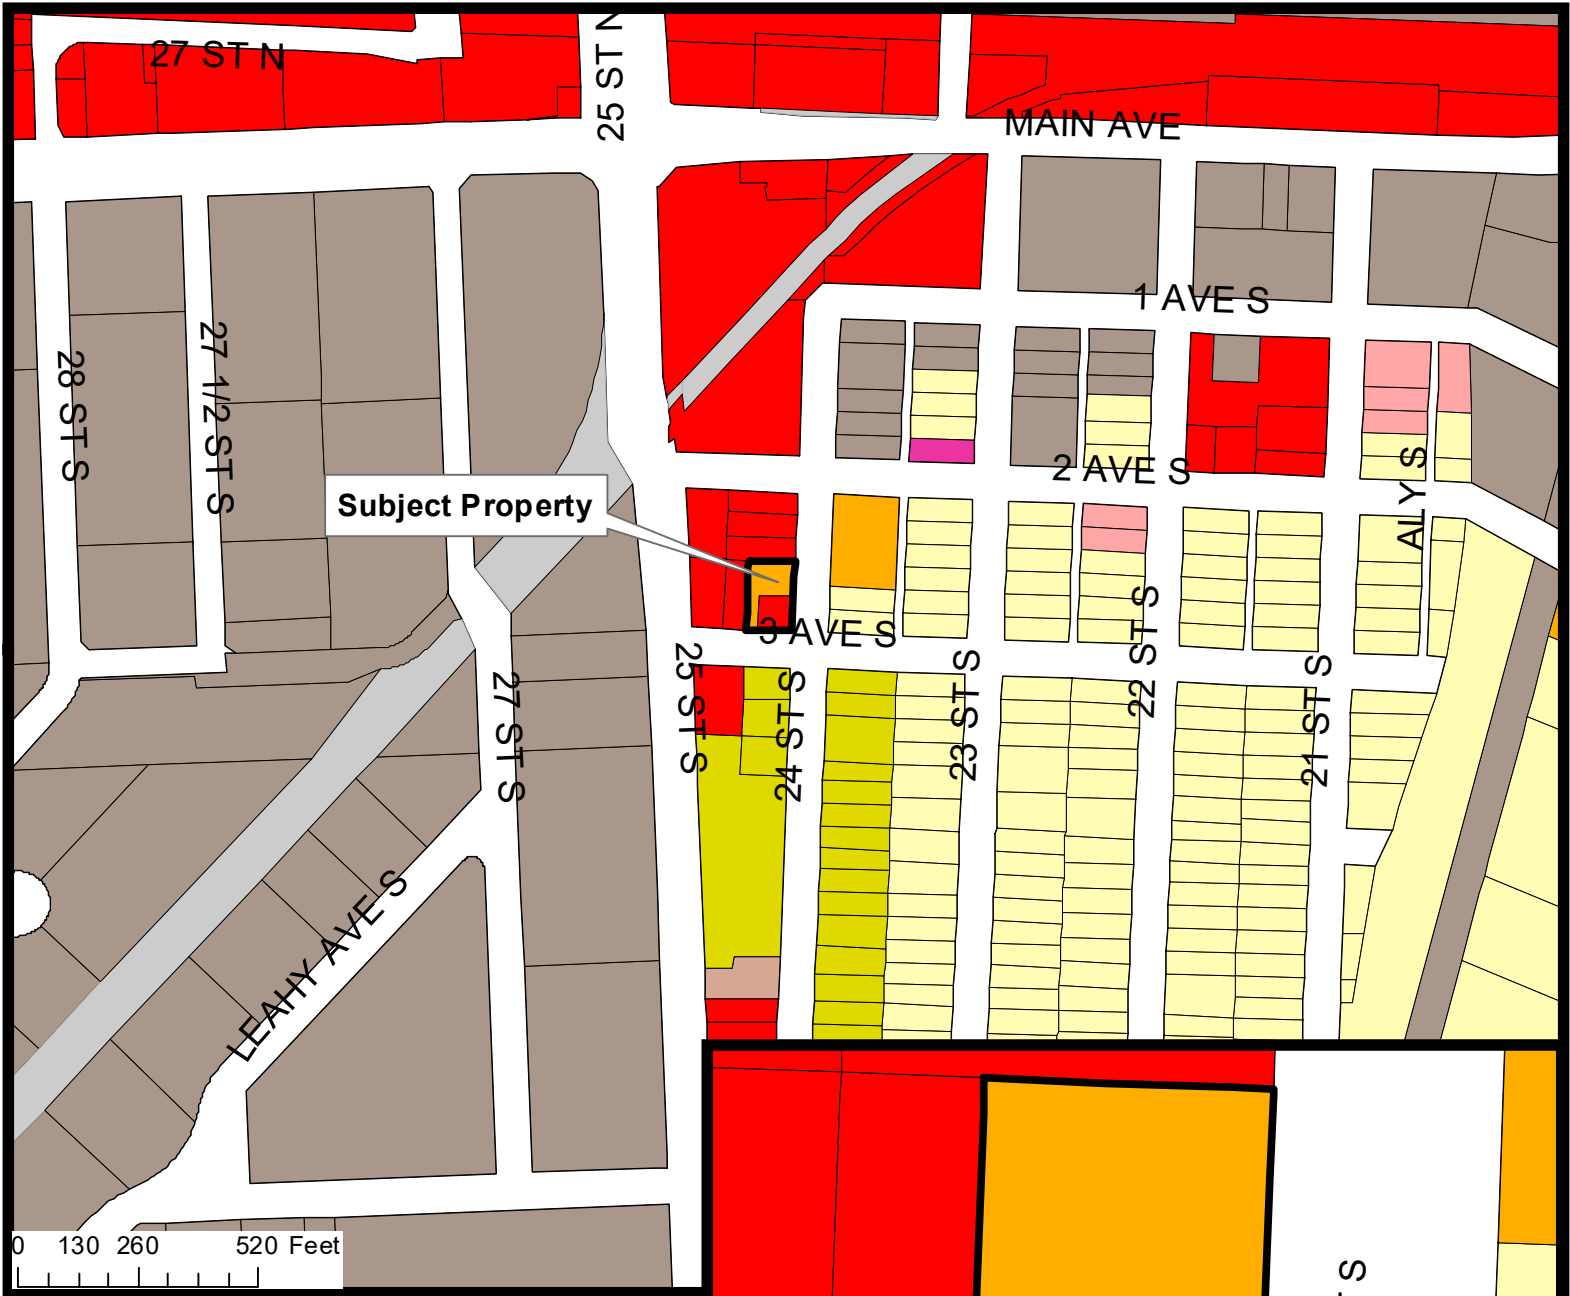 27 ST N
25 ST N
MAIN AVE
1 AVE S
27 1/2 ST S
28 ST S
2 AVE S
ALY S
Subject Property
3 AVE S
22 ST S
25 ST S
24 ST S
23 ST S
21 ST S
27 ST S
LEAHY AVE S
0 130 260 520 Feet
S